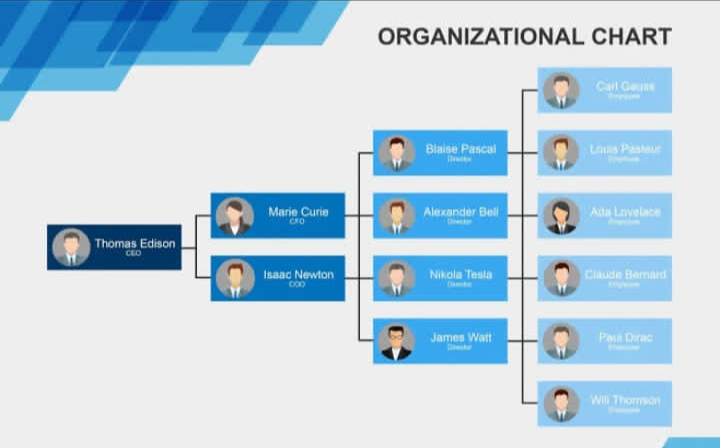 ORGANIZATIONAL CHART
Thomas Edison
CEO
Marie Curie
CFO
Isaac Newton
COO
Blaise Pascal
Director
Alexander Bell
Director
Nikola Tesla
Director
James Watt
Director
Carl Gauss
Employee
Louis Pasteur
Employee
Ada Lovelace
Employee
Claude Bernard
Employee
Paul Dirac
Employee
Will Thomson
Employee